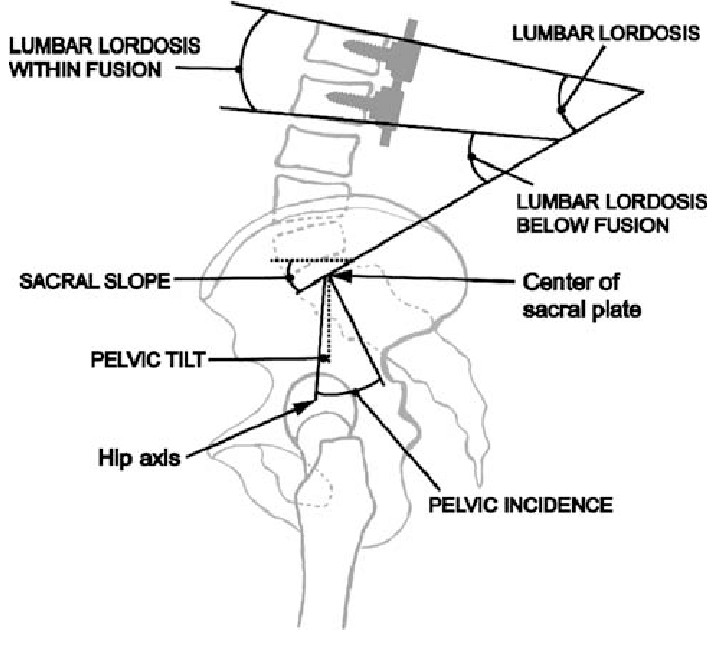 LUMBAR LORDOSIS
WITHIN FUSION
LUMBAR LORDOSIS
LUMBAR LORDOSIS
BELOW FUSION
SACRAL SLOPE
Center of
sacral plate
PELVIC TILT
Hip axis
PELVIC INCIDENCE